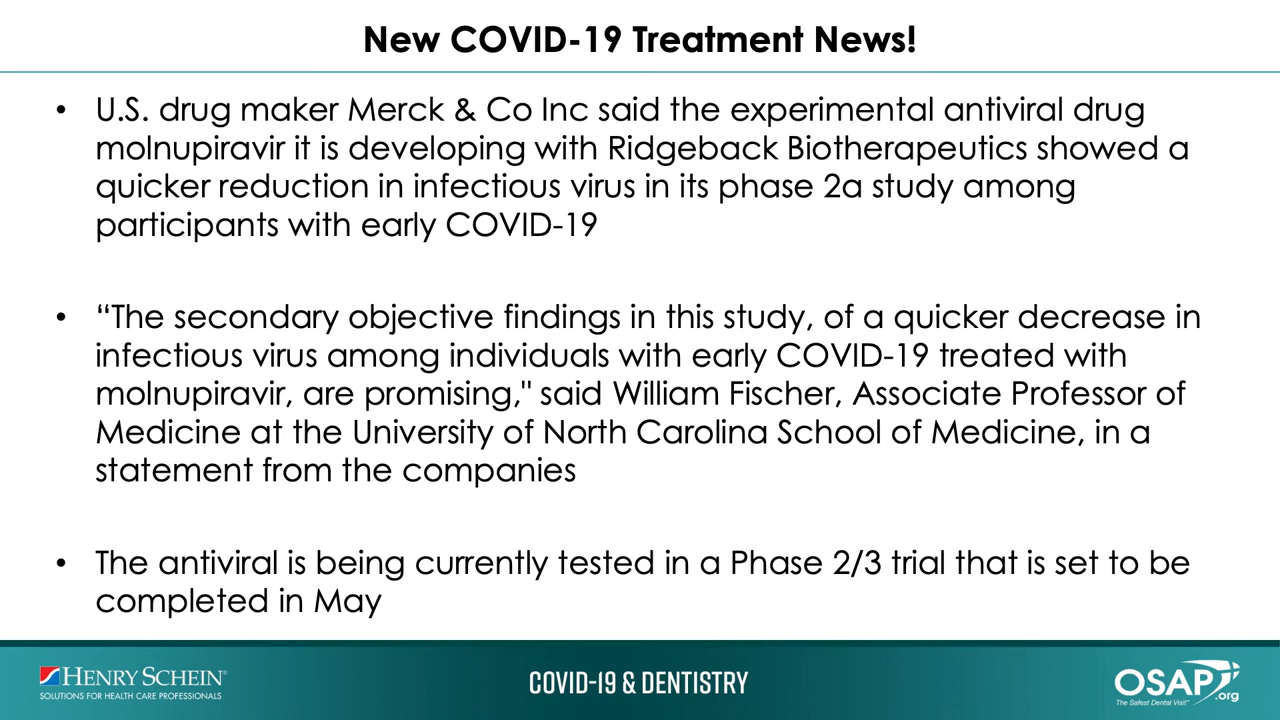 New COVID-19 Treatment News!
• U.S. drug maker Merck & Co Inc said the experimental antiviral drug
molnupiravir it is developing with Ridgeback Biotherapeutics showed a
quicker reduction in infectious virus in its phase 2a study among
participants with early COVID-19
• “The secondary objective findings in this study, of a quicker decrease in
infectious virus among individuals with early COVID-19 treated with
molnupiravir, are promising," said William Fischer, Associate Professor of
Medicine at the University of North Carolina School of Medicine, in a
statement from the companies
• The antiviral is being currently tested in a Phase 2/3 trial that is set to be
completed in May
HENRY SCHEIN®
SOLUTIONS FOR HEALTH CARE PROFESSIONALS
COVID-19 & DENTISTRY
OSAP.org
The Safest Dental Visit™